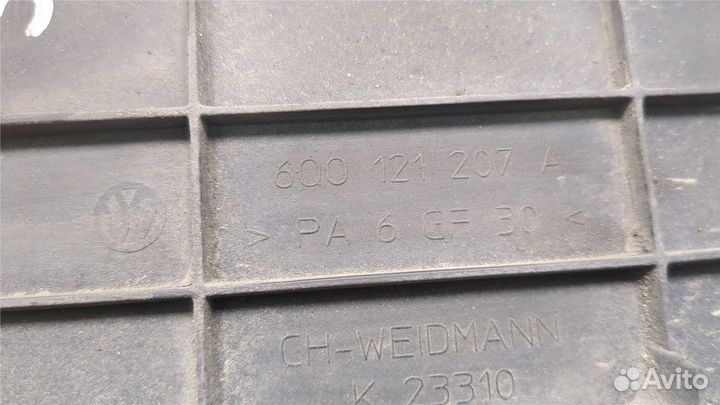 6Q0 121 207 A
> PA 6 GF 30 <
CH-WEIDMANN
K 23310
Avito